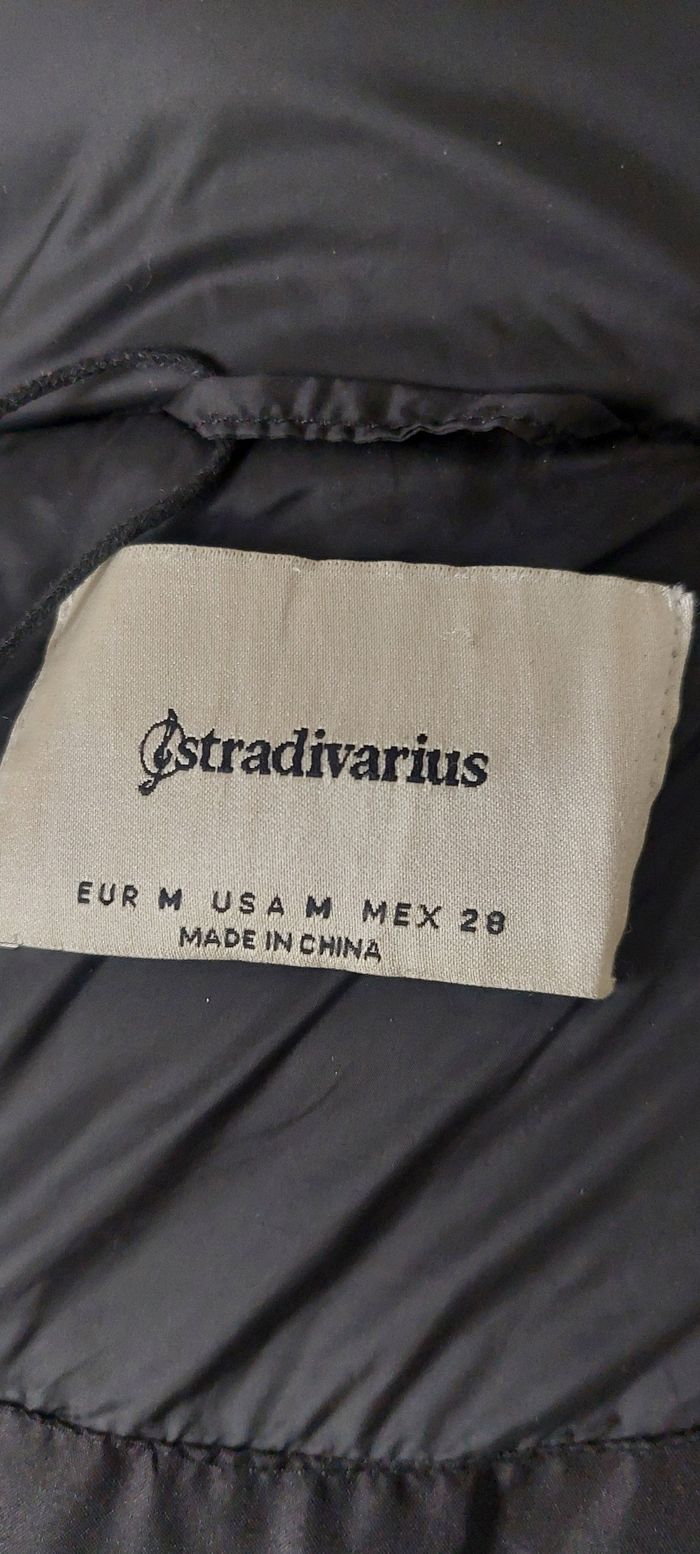 stradivarius
EUR M USA M MEX 28
MADE IN CHINA